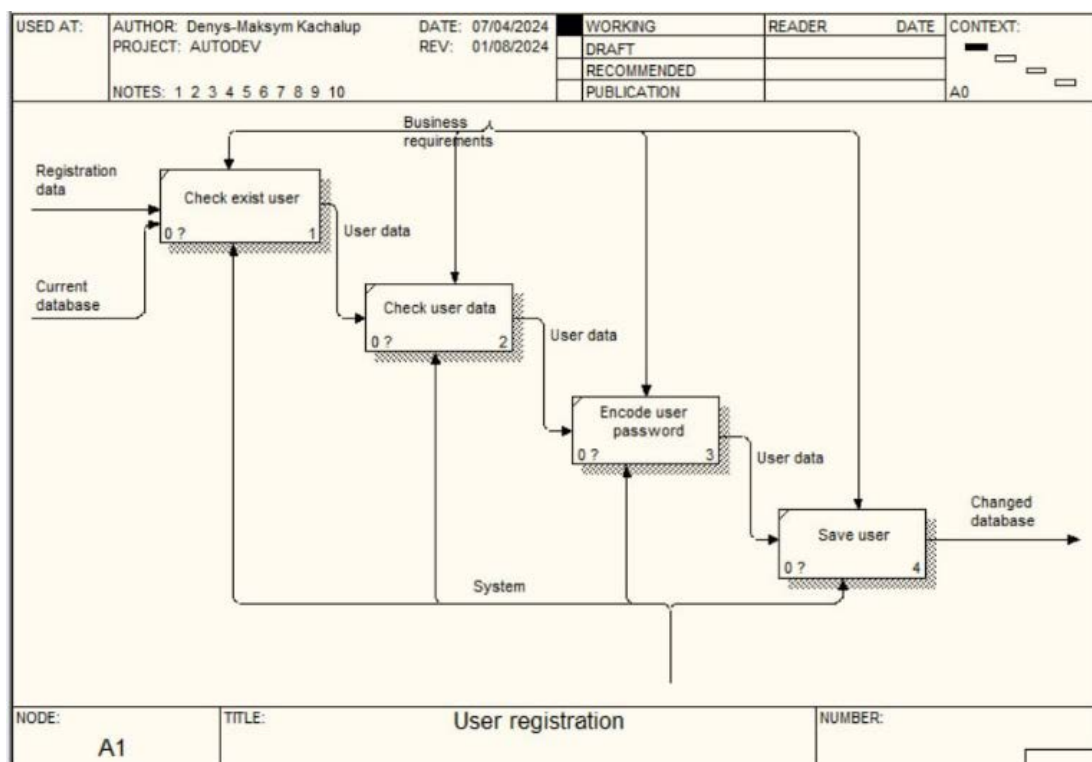 USED AT:
AUTHOR: Denys-Maksym Kachalup
DATE: 07/04/2024
PROJECT: AUTODEV
REV: 01/08/2024
NOTES: 1 2 3 4 5 6 7 8 9 10
WORKING
DRAFT
RECOMMENDED
PUBLICATION
READER
DATE
CONTEXT:
A0
Business
requirements
Registration
data
Check exist user
0 ?
1
User data
Current
database
Check user data
0 ?
2
User data
Encode user
password
0 ?
3
User data
Changed
database
Save user
0 ?
4
System
NODE:
A1
TITLE:
User registration
NUMBER: